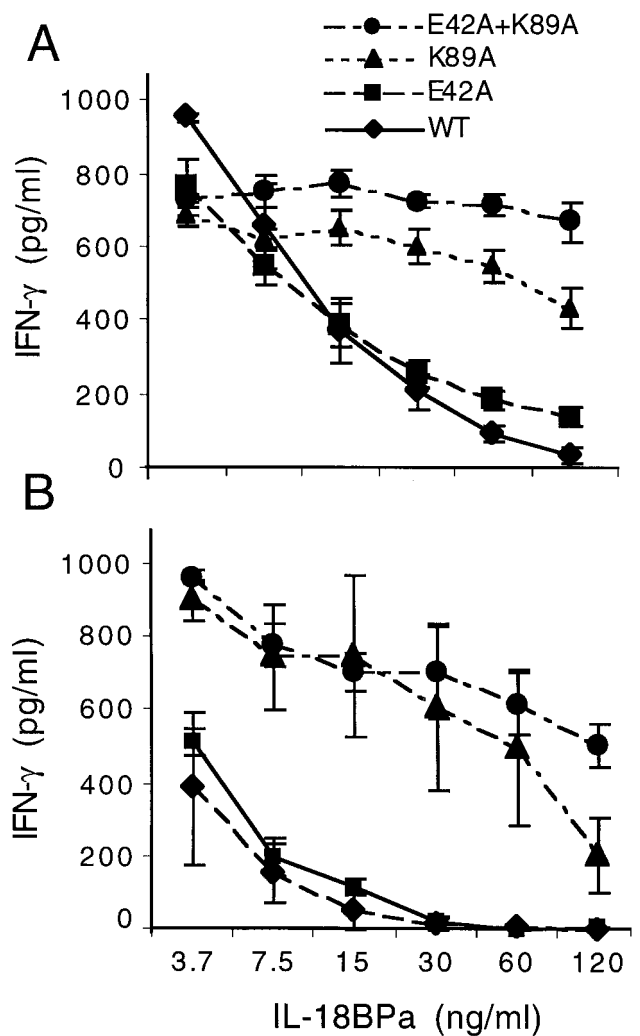 A
E42A+K89A
K89A
E42A
WT
1000
800
600
400
200
0
IFN-γ (pg/ml)
B
1000
800
600
400
200
0
IFN-γ (pg/ml)
3.7 7.5 15 30 60 120
IL-18BPa (ng/ml)